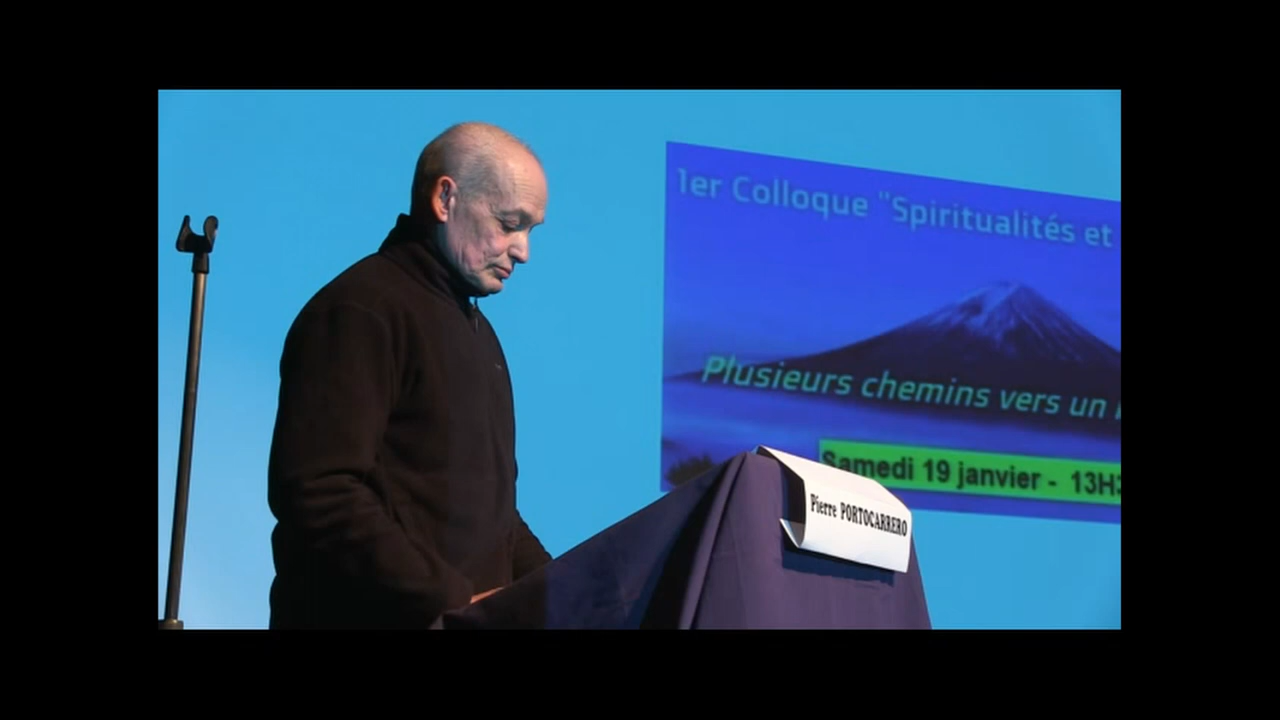 1er Colloque "Spiritualités et
Plusieurs chemins vers un
Samedi 19 janvier - 13H
Pierre PORTOCARRERO